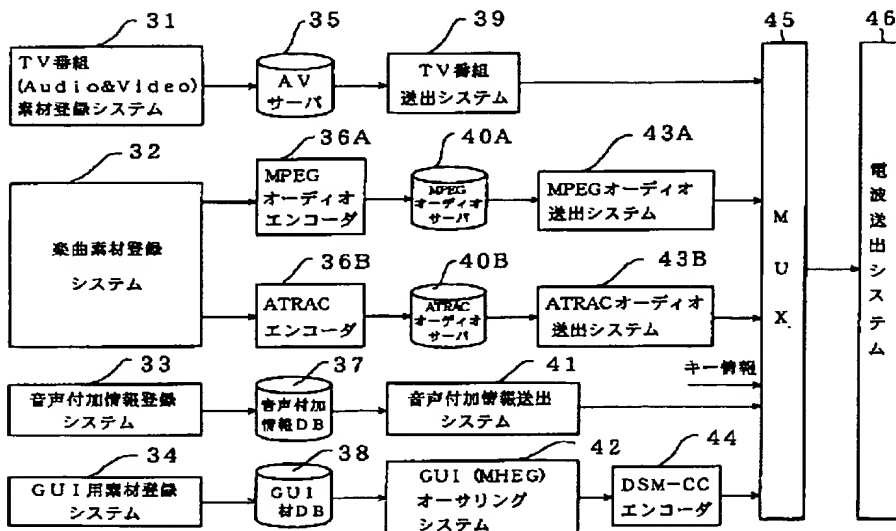 31
35
39
45
46
TV番組
(Audio&Video)
素材登録システム
AV
サーバ
TV番組
送出システム
32
36A
40A
43A
MPEG
オーディオ
エンコーダ
MPEG
オーディオ
サーバ
MPEGオーディオ
送出システム
楽曲素材登録
システム
36B
40B
43B
ATRAC
エンコーダ
ATRAC
オーディオ
サーバ
ATRACオーディオ
送出システム
MUX
電波送出システム
キー情報
33
37
41
音声付加情報登録
システム
音声付加
情報DB
音声付加情報送出
システム
34
38
42
44
GUI用素材登録
システム
GUI
材DB
GUI(MHEG)
オーサリング
システム
DSM-CC
エンコーダ